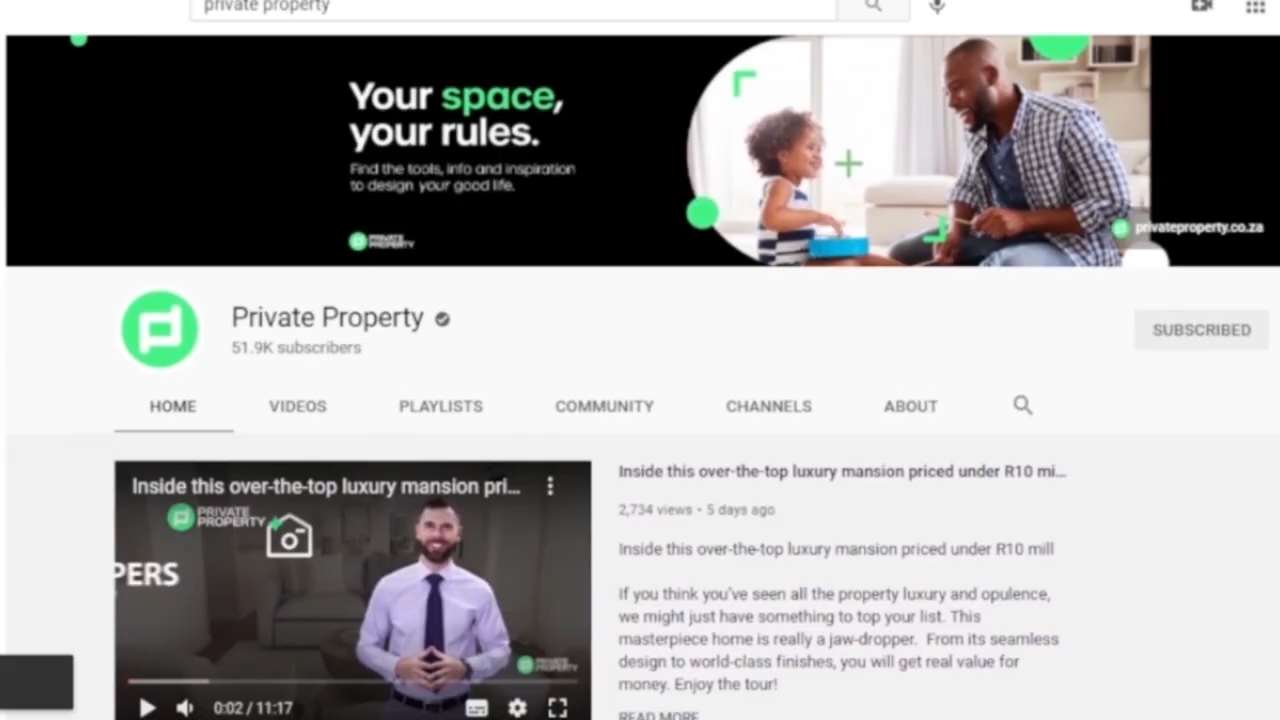 private property
Your space,
your rules.
Find the tools, info and inspiration
to design your good life.
PRIVATE
PROPERTY
privateproperty.co.za
Private Property
51.9K subscribers
SUBSCRIBED
HOME VIDEOS PLAYLISTS COMMUNITY CHANNELS ABOUT
Inside this over-the-top luxury mansion pri...
PRIVATE
PROPERTY
PERS
PRIVATE
PROPERTY
0:02 / 11:17
Inside this over-the-top luxury mansion priced under R10 mi...
2,734 views • 5 days ago
Inside this over-the-top luxury mansion priced under R10 mill
If you think you've seen all the property luxury and opulence,
we might just have something to top your list. This
masterpiece home is really a jaw-dropper. From its seamless
design to world-class finishes, you will get real value for
money. Enjoy the tour!
READ MORE